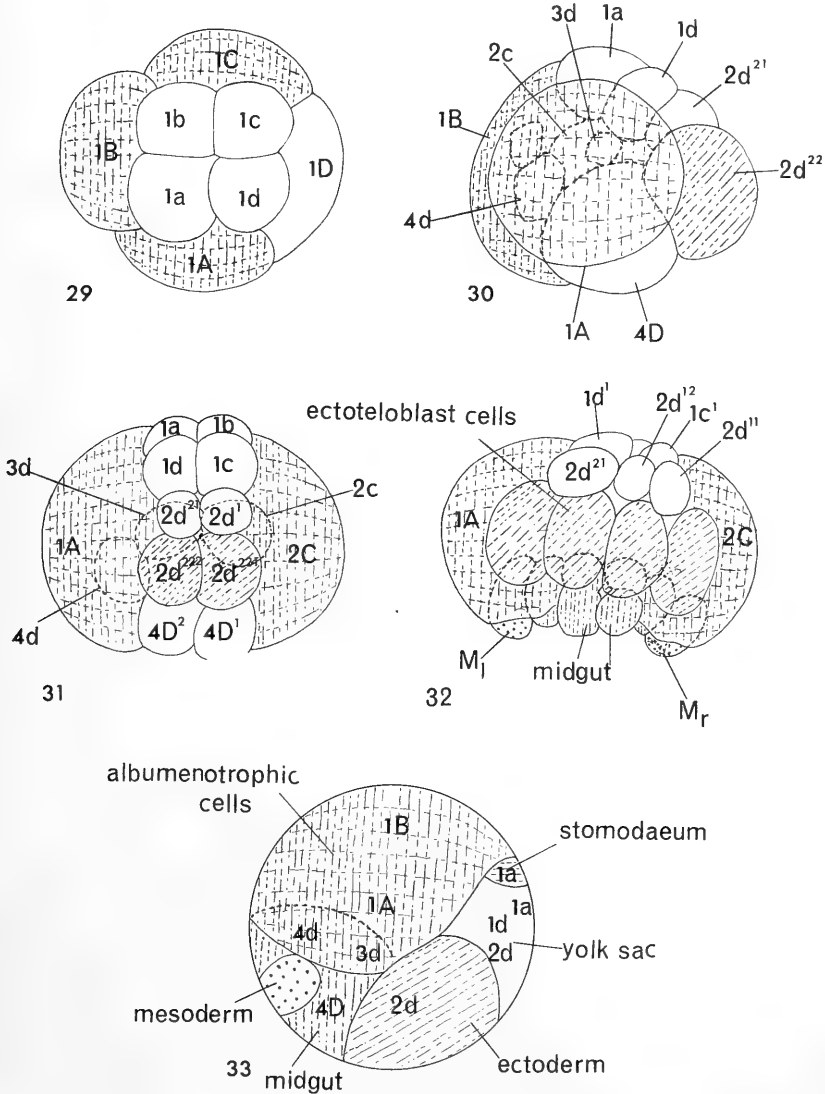 1C
1b
1c
1B
1D
1a
1d
1A
29
3d
1a
1d
2c
2d²¹
1B
2d²²
4d
30
1A
4D
1a
1b
3d
1d
1c
2c
2d²¹
2d¹
1A
2C
2d²²²
2d²²¹
4d
4D²
4D¹
31
ectoteloblast cells
1d¹
2d¹²
1c¹
2d¹¹
2d²¹
1A
2C
Mₗ
midgut
Mᵣ
32
albumenotrophic
cells
1B
stomodaeum
1a
1A
1a
1d
4d
3d
2d
yolk sac
mesoderm
4D
2d
ectoderm
33
midgut